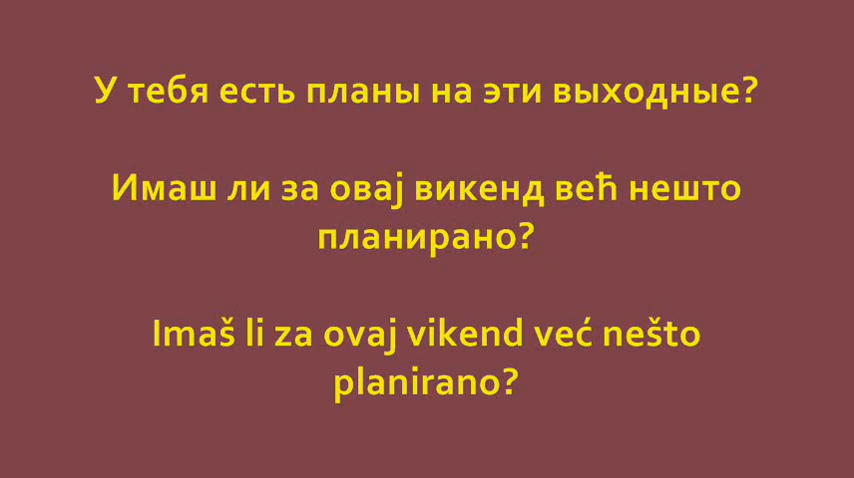 У тебя есть планы на эти выходные?
Имаш ли за овај викенд већ нешто
планирано?
Imaš li za ovaj vikend već nešto
planirano?